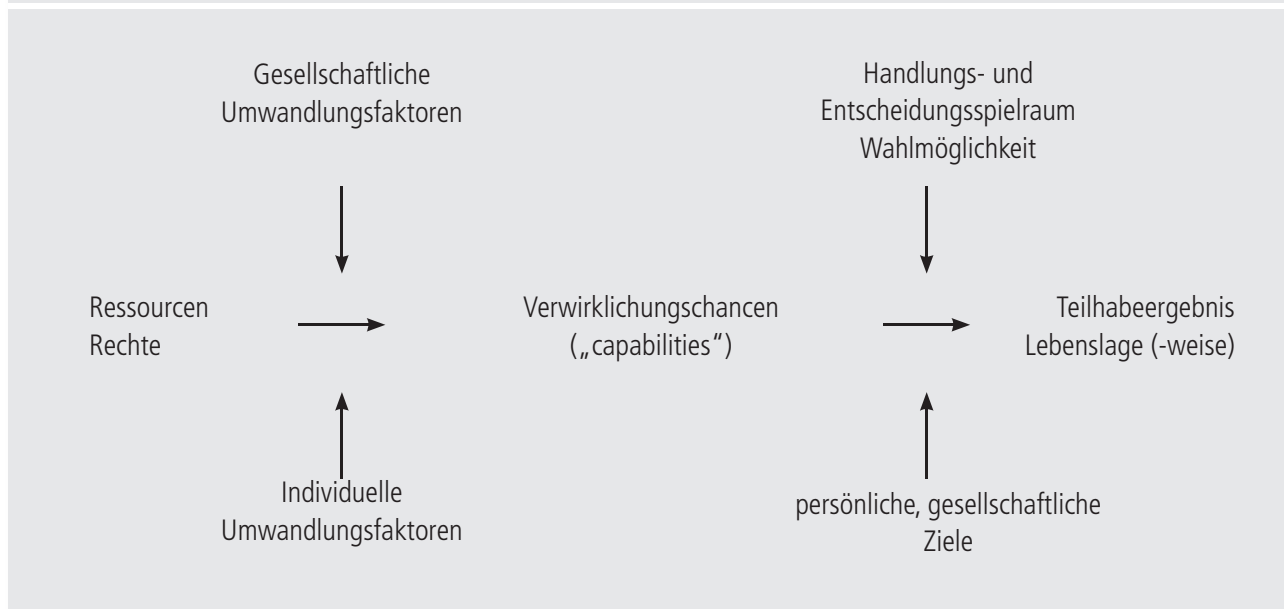 Gesellschaftliche
Umwandlungsfaktoren
Handlungs- und
Entscheidungsspielraum
Wahlmöglichkeit
Ressourcen
Rechte
Verwirklichungschancen
(„capabilities“)
Teilhabeergebnis
Lebenslage (-weise)
Individuelle
Umwandlungsfaktoren
persönliche, gesellschaftliche
Ziele